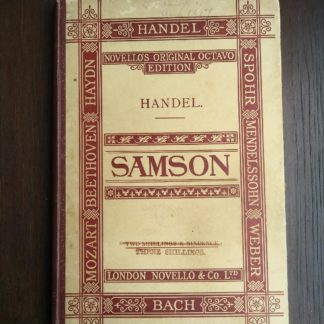 HANDEL
NOVELLO'S ORIGINAL OCTAVO
EDITION
HANDEL.
SAMSON
TWO SHILLINGS & SIXPENCE
THREE SHILLINGS.
LONDON NOVELLO & CO. LTD
BACH
MOZART BEETHOVEN HAYDN
SPOHR MENDELSSOHN WEBER